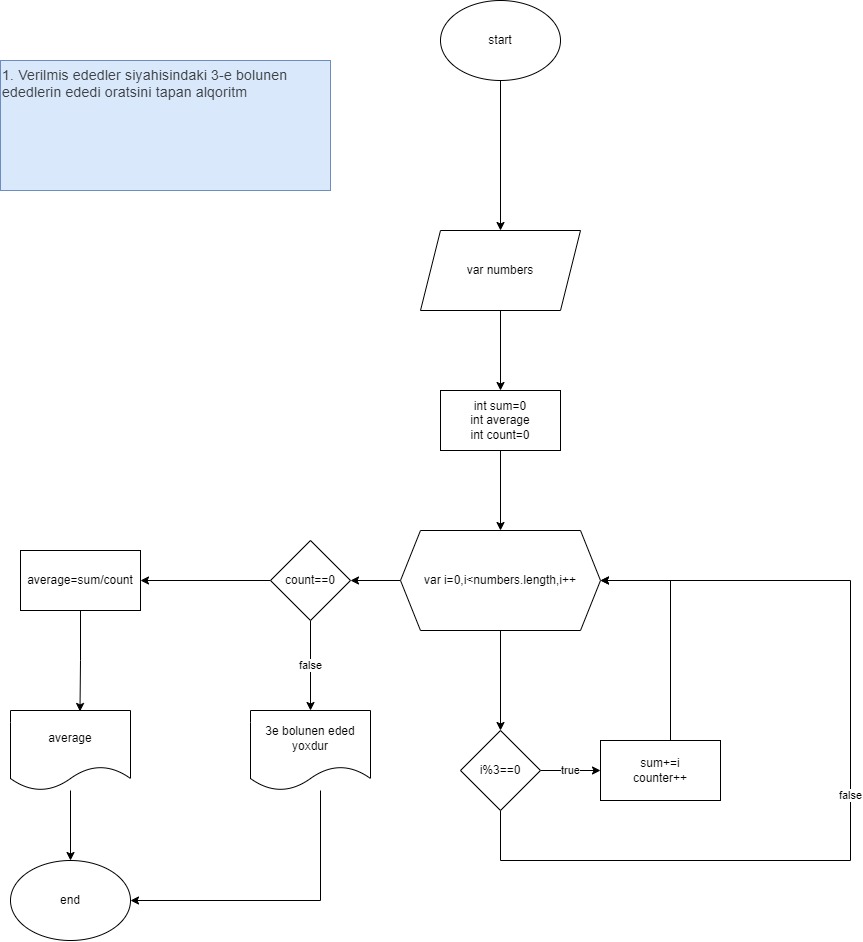 start
1. Verilmis ededler siyahisindaki 3-e bolunen
ededlerin ededi oratsini tapan alqoritm
var numbers
int sum=0
int average
int count=0
average=sum/count
count==0
var i=0,i<numbers.length,i++
false
average
3e bolunen eded
yoxdur
i%3==0
true
sum+=i
counter++
false
end